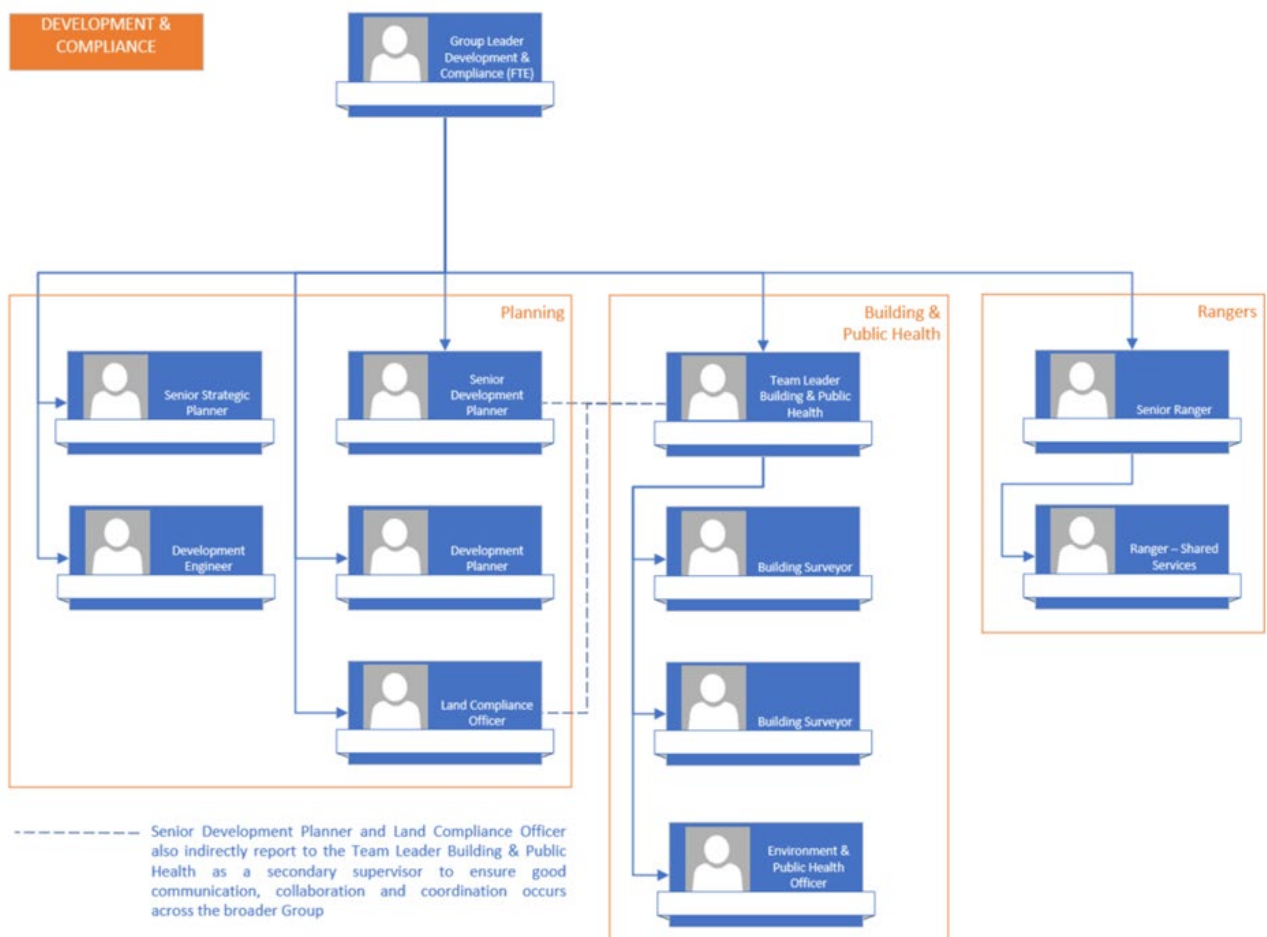 DEVELOPMENT &
COMPLIANCE
Group Leader
Development &
Compliance (FTE)
Planning
Building &
Public Health
Rangers
Senior Strategic
Planner
Senior
Development
Planner
Team Leader
Building & Public
Health
Senior Ranger
Development
Engineer
Development
Planner
Building Surveyor
Ranger – Shared
Services
Land Compliance
Officer
Building Surveyor
Environment &
Public Health
Officer
Senior Development Planner and Land Compliance Officer
also indirectly report to the Team Leader Building & Public
Health as a secondary supervisor to ensure good
communication, collaboration and coordination occurs
across the broader Group